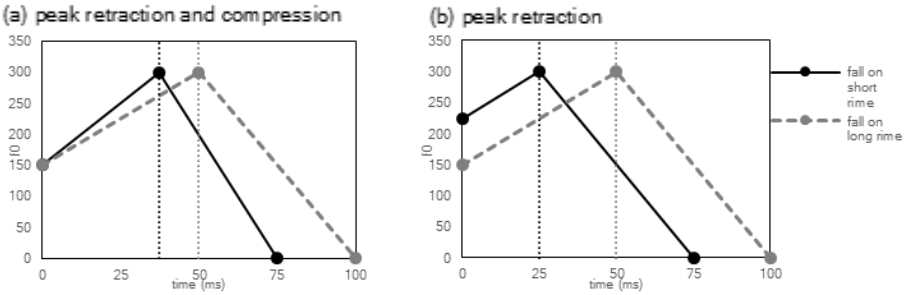 (a) peak retraction and compression
350
300
250
200
150
100
50
0
f0
0
25
50
75
100
time (ms)
(b) peak retraction
350
300
250
200
150
100
50
0
f0
0
25
50
75
100
time (ms)
fall on
short
rime
fall on
long rime